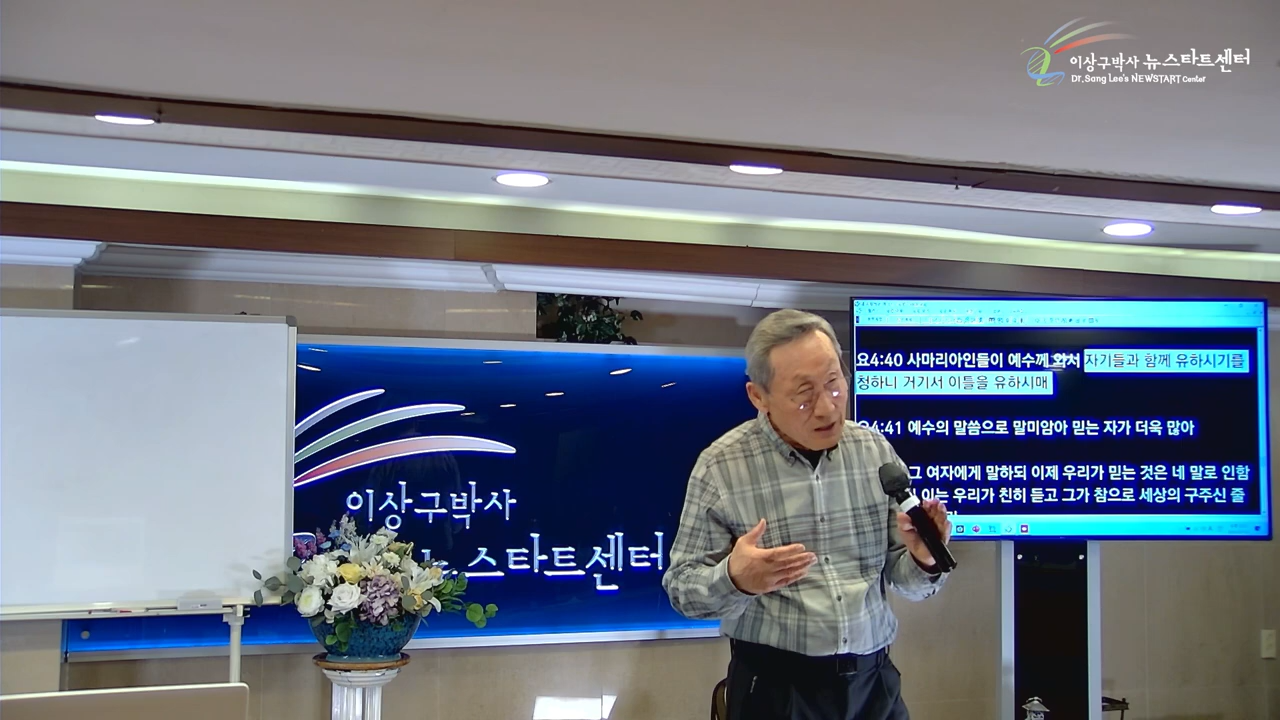 이상구박사 뉴스타트센터
Dr. Sang Lee's NEWSTART Center
요4:40 사마리아인들이 예수께 와서 자기들과 함께 유하시기를
청하니 거기서 이틀을 유하시매
요4:41 예수의 말씀으로 말미암아 믿는 자가 더욱 많아
그 여자에게 말하되 이제 우리가 믿는 것은 네 말로 인함
이는 우리가 친히 듣고 그가 참으로 세상의 구주신 줄
이상구박사
뉴스타트센터